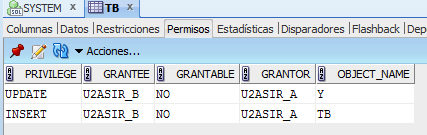 SYSTEM TB
Columnas Datos Restricciones Permisos Estadísticas Disparadores Flashback Dep
Acciones...
PRIVILEGE GRANTEE GRANTABLE GRANTOR OBJECT_NAME
UPDATE U2ASIR_B NO U2ASIR_A Y
INSERT U2ASIR_B NO U2ASIR_A TB